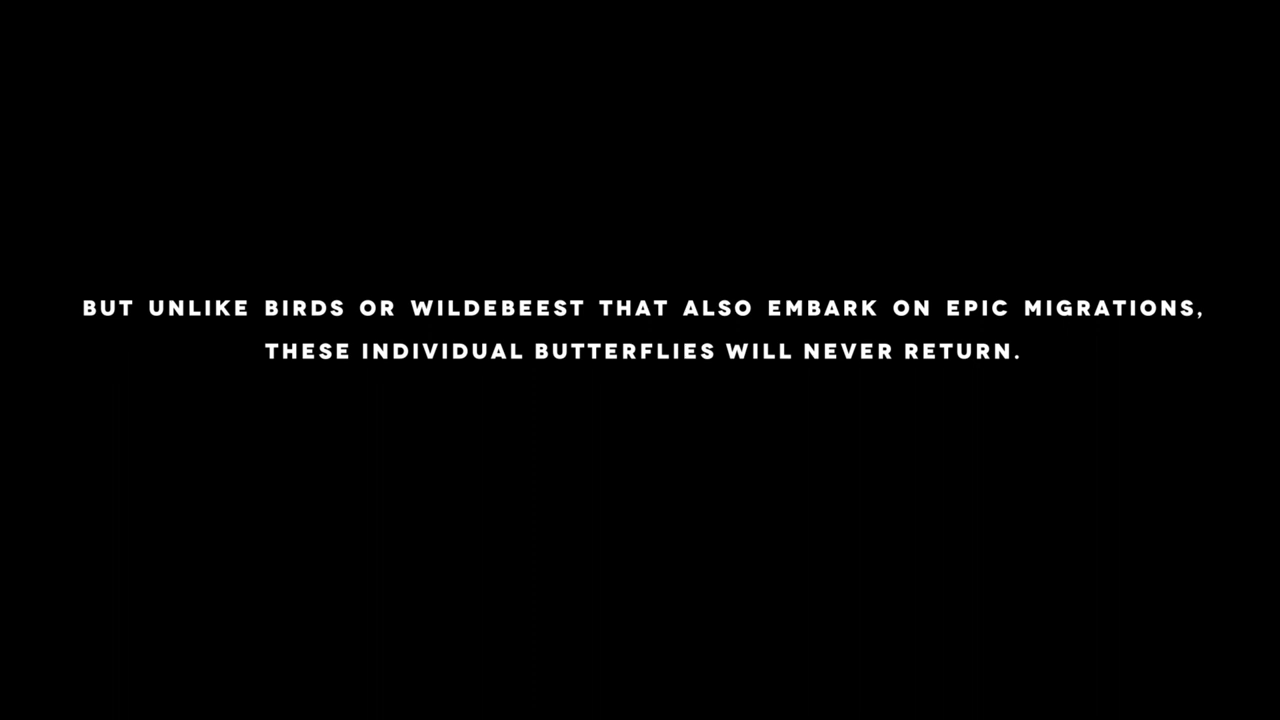 BUT UNLIKE BIRDS OR WILDEBEEST THAT ALSO EMBARK ON EPIC MIGRATIONS,
THESE INDIVIDUAL BUTTERFLIES WILL NEVER RETURN.